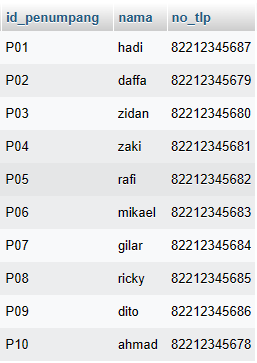 id_penumpang nama no_tlp
P01 hadi 82212345687
P02 daffa 82212345679
P03 zidan 82212345680
P04 zaki 82212345681
P05 rafi 82212345682
P06 mikael 82212345683
P07 gilar 82212345684
P08 ricky 82212345685
P09 dito 82212345686
P10 ahmad 82212345678